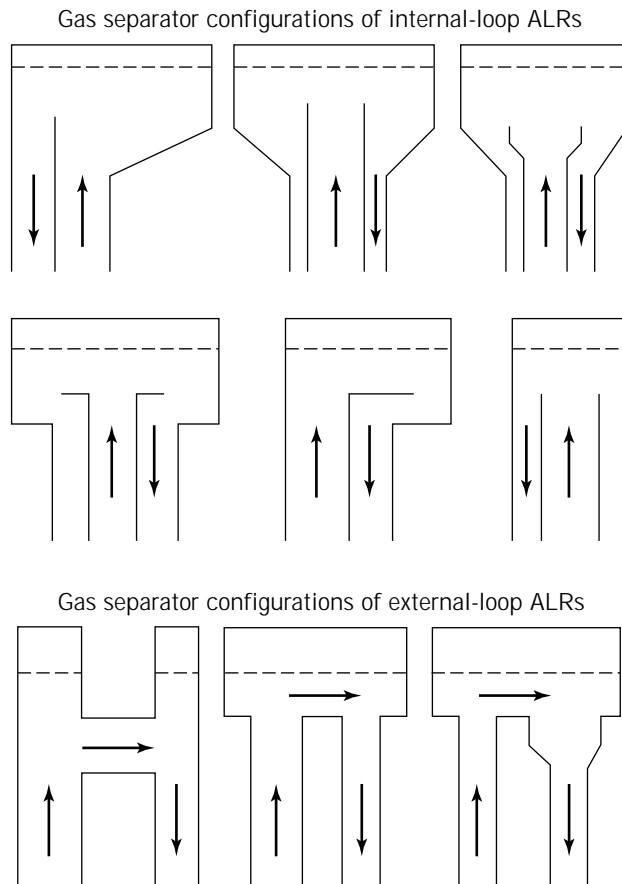 Gas separator configurations of internal-loop ALRs
Gas separator configurations of external-loop ALRs